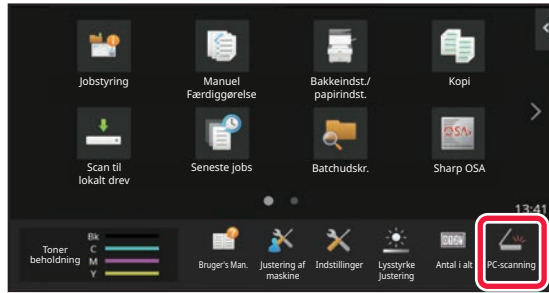 Jobstyring
Manuel
Færdiggørelse
Bakkeindst./
papirindst.
Kopi
Scan til
lokalt drev
Seneste jobs
Batchudskr.
OSA
Sharp OSA
13:41
Toner
beholdning
Bk
C
M
Y
Bruger's Man.
Justering af
maskine
Indstillinger
Lysstyrke
Justering
Antal i alt
PC-scanning